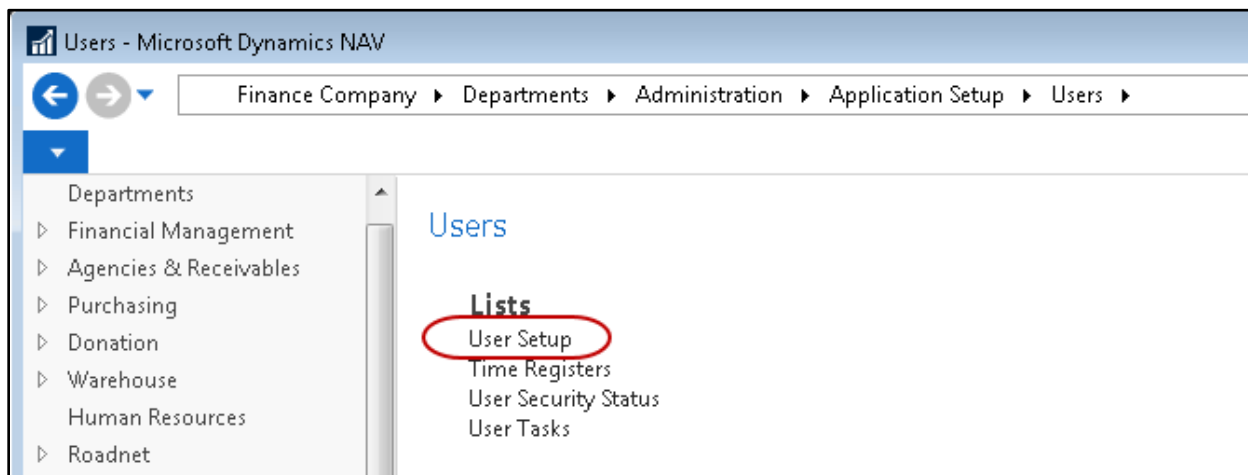 Users - Microsoft Dynamics NAV
Finance Company Departments Administration Application Setup Users
Departments
Financial Management
Agencies & Receivables
Purchasing
Donation
Warehouse
Human Resources
Roadnet
Users
Lists
User Setup
Time Registers
User Security Status
User Tasks